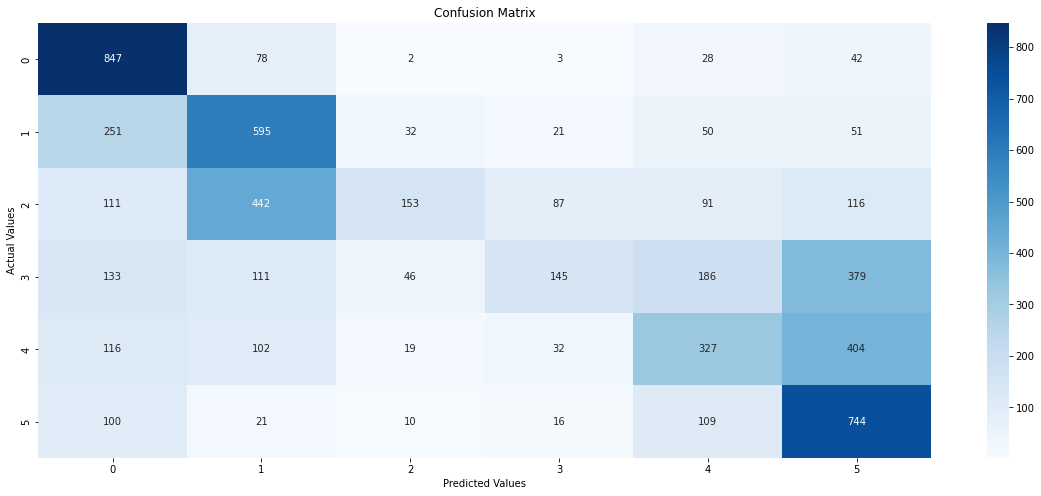 Confusion Matrix
Actual Values
0 847 78 2 3 28 42
1 251 595 32 21 50 51
2 111 442 153 87 91 116
3 133 111 46 145 186 379
4 116 102 19 32 327 404
5 100 21 10 16 109 744
0 1 2 3 4 5
Predicted Values
800
700
600
500
400
300
200
100